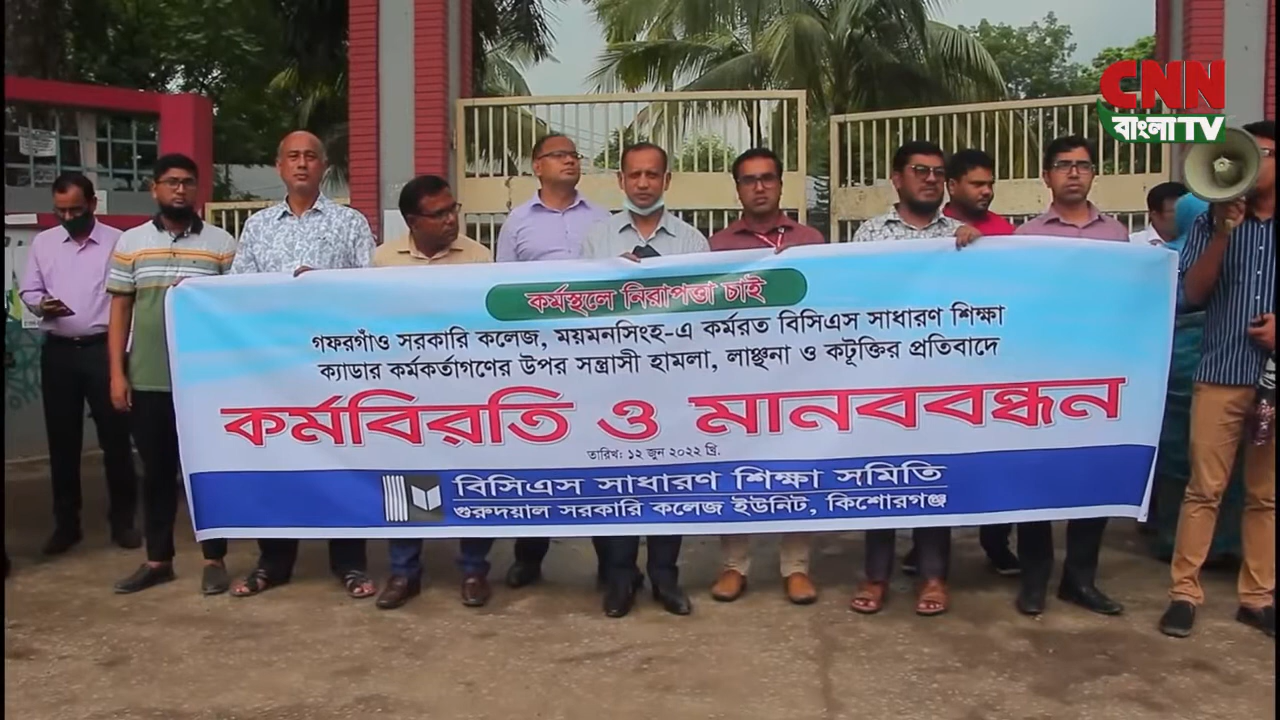 CNN
বাংলা TV
কর্মস্থলে নিরাপত্তা চাই
গফরগাঁও সরকারি কলেজ, ময়মনসিংহ-এ কর্মরত বিসিএস সাধারণ শিক্ষা
ক্যাডার কর্মকর্তাগণের উপর সন্ত্রাসী হামলা, লাঞ্ছনা ও কটূক্তির প্রতিবাদে
কর্মবিরতি ও মানববন্ধন
তারিখ: ১২ জুন ২০২২ খ্রি.
বিসিএস সাধারণ শিক্ষা সমিতি
গুরুদয়াল সরকারি কলেজ ইউনিট, কিশোরগঞ্জ